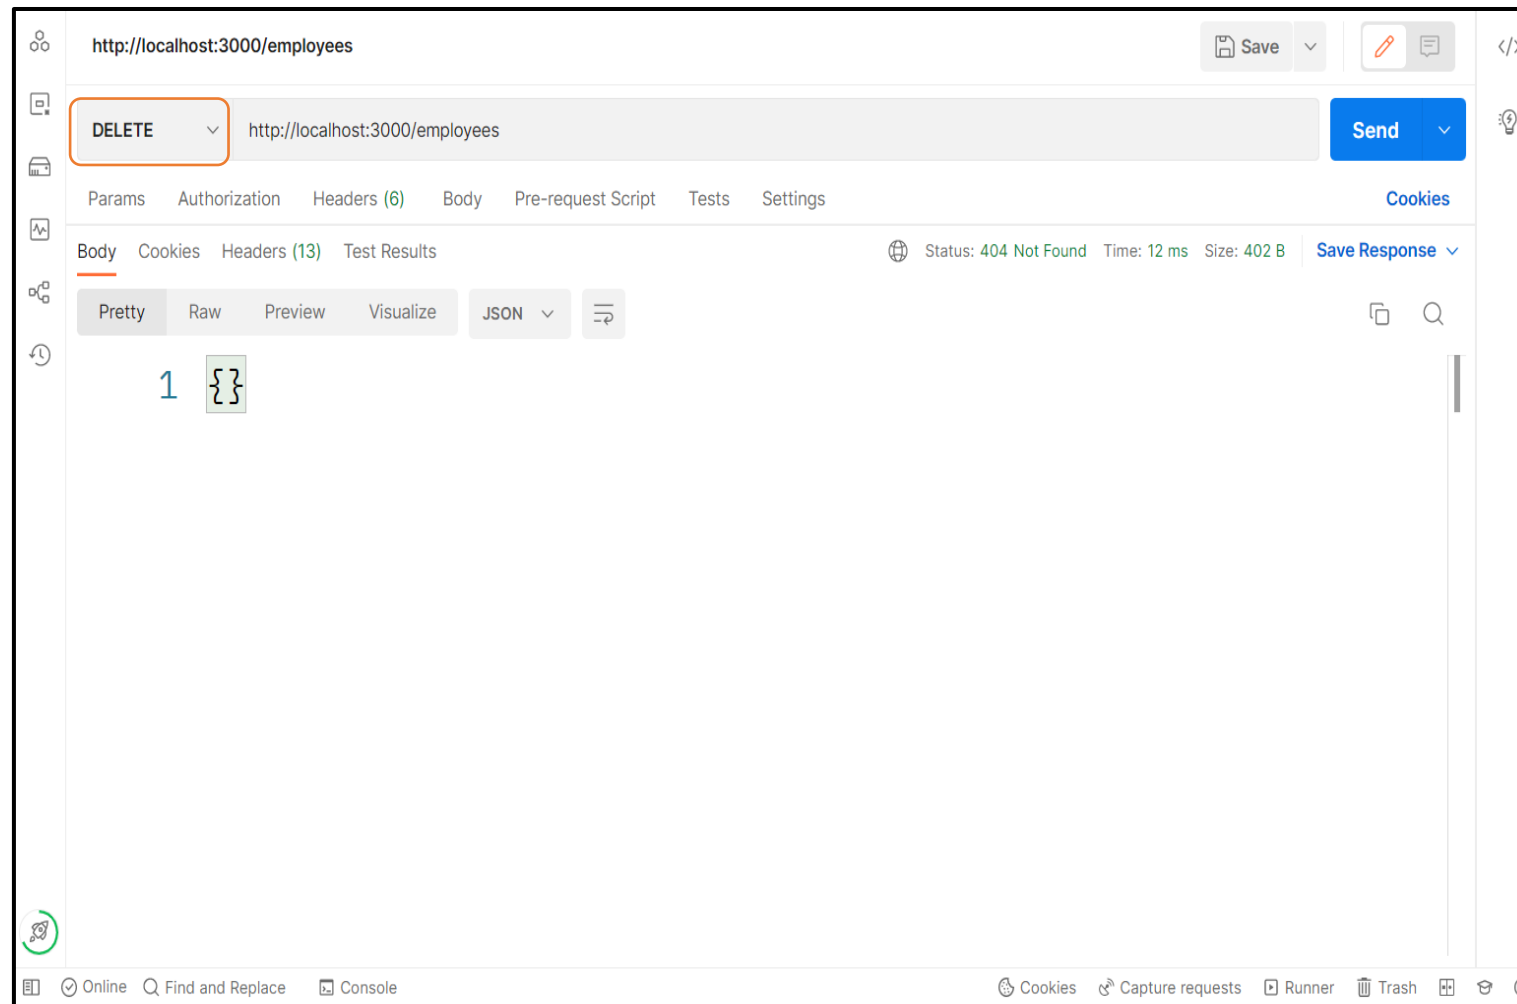 http://localhost:3000/employees
Save
</>
DELETE
http://localhost:3000/employees
Send
Params Authorization Headers (6) Body Pre-request Script Tests Settings Cookies
Body Cookies Headers (13) Test Results Status: 404 Not Found Time: 12 ms Size: 402 B Save Response
Pretty Raw Preview Visualize JSON
1 {}
Online Find and Replace Console Cookies Capture requests Runner Trash